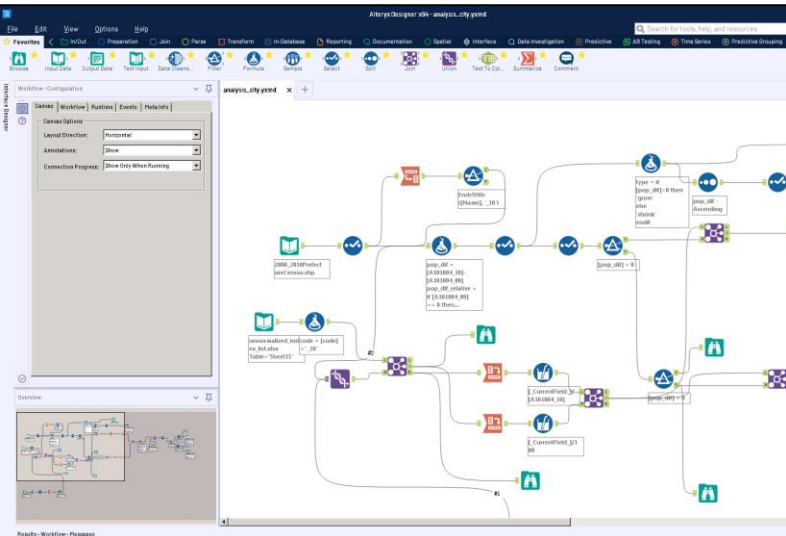 Alteryx Designer x64 - analysis_city.yxmd
File Edit View Options Help
Search for tools, help, and resources
Favorites In/Out Preparation Join Parse Transform In-Database Reporting Documentation Spatial Interface Data Investigation Predictive AB Testing Time Series Predictive Grouping
Browse Input Data Output Data Text Input Data Cleans... Filter Formula Sample Select Sort Join Union Text To Col... Summarize Comment
Interface Designer
Workflow - Configuration
analysis_city.yxmd
Canvas Workflow Runtime Events Meta Info
Canvas Options
Layout Direction: Horizontal
Annotations: Show
Connection Progress: Show Only When Running
EndsWith
([Name], '_10')
type = if
[pop_dif]>0 then
'grow'
else
'shrink'
endif
pop_dif -
Ascending
2000_2010Prefect
ureCensus.shp
pop_dif =
[A101004_10]-
[A101004_00]
pop_dif_relative =
if [A101004_00]
== 0 then...
[pop_dif] > 0
Table='Sheet1$'
code = [code]
+'_10'
#2
[_CurrentField_]/
[A101004_10]
[pop_dif] > 0
[_CurrentField_]/1
00
#1
Overview
Results - Workflow - Messages